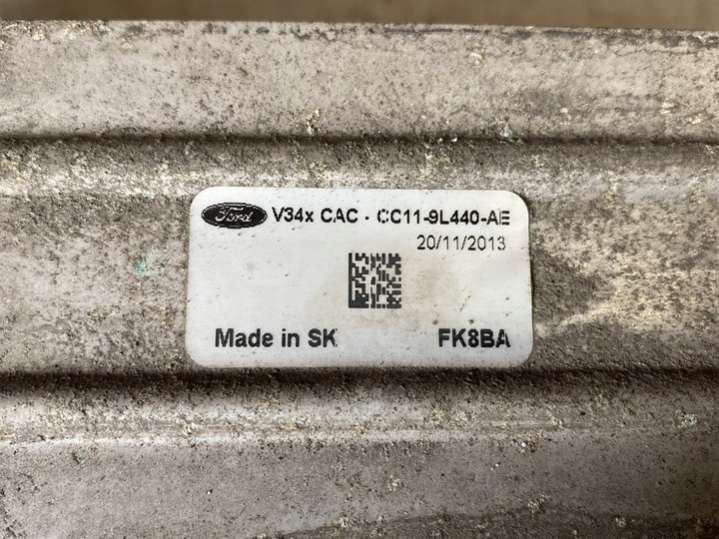 Ford V34x CAC - CC11-9L440-AE
20/11/2013
Made in SK FK8BA